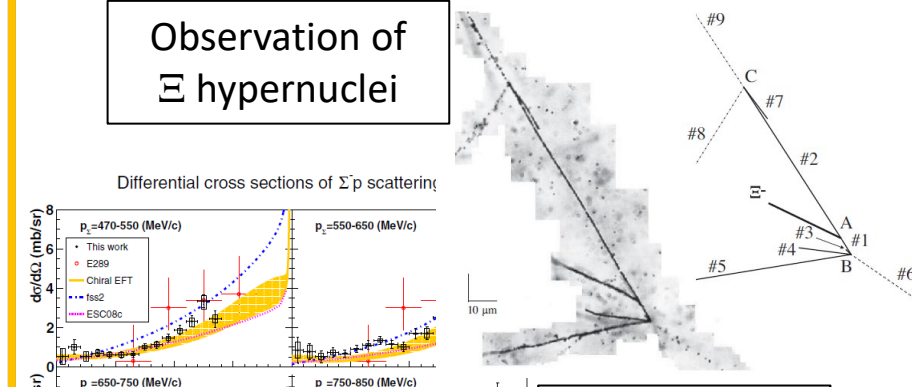 Observation of
Ξ hypernuclei
#9
C
#7
#8
#2
Ξ⁻
A
#3
#1
#4
B
#5
#6
10 μm
Differential cross sections of Σ⁻p scattering
dσ/dΩ (mb/sr)
8
6
4
2
0
p_Σ=470-550 (MeV/c)
This work
E289
Chiral EFT
fss2
ESC08c
p_Σ=550-650 (MeV/c)
p =650-750 (MeV/c)
p =750-850 (MeV/c)